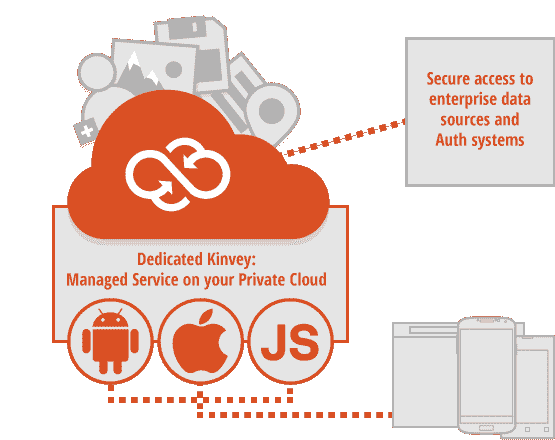 Secure access to
enterprise data
sources and
Auth systems
Dedicated Kinvey:
Managed Service on your Private Cloud
JS